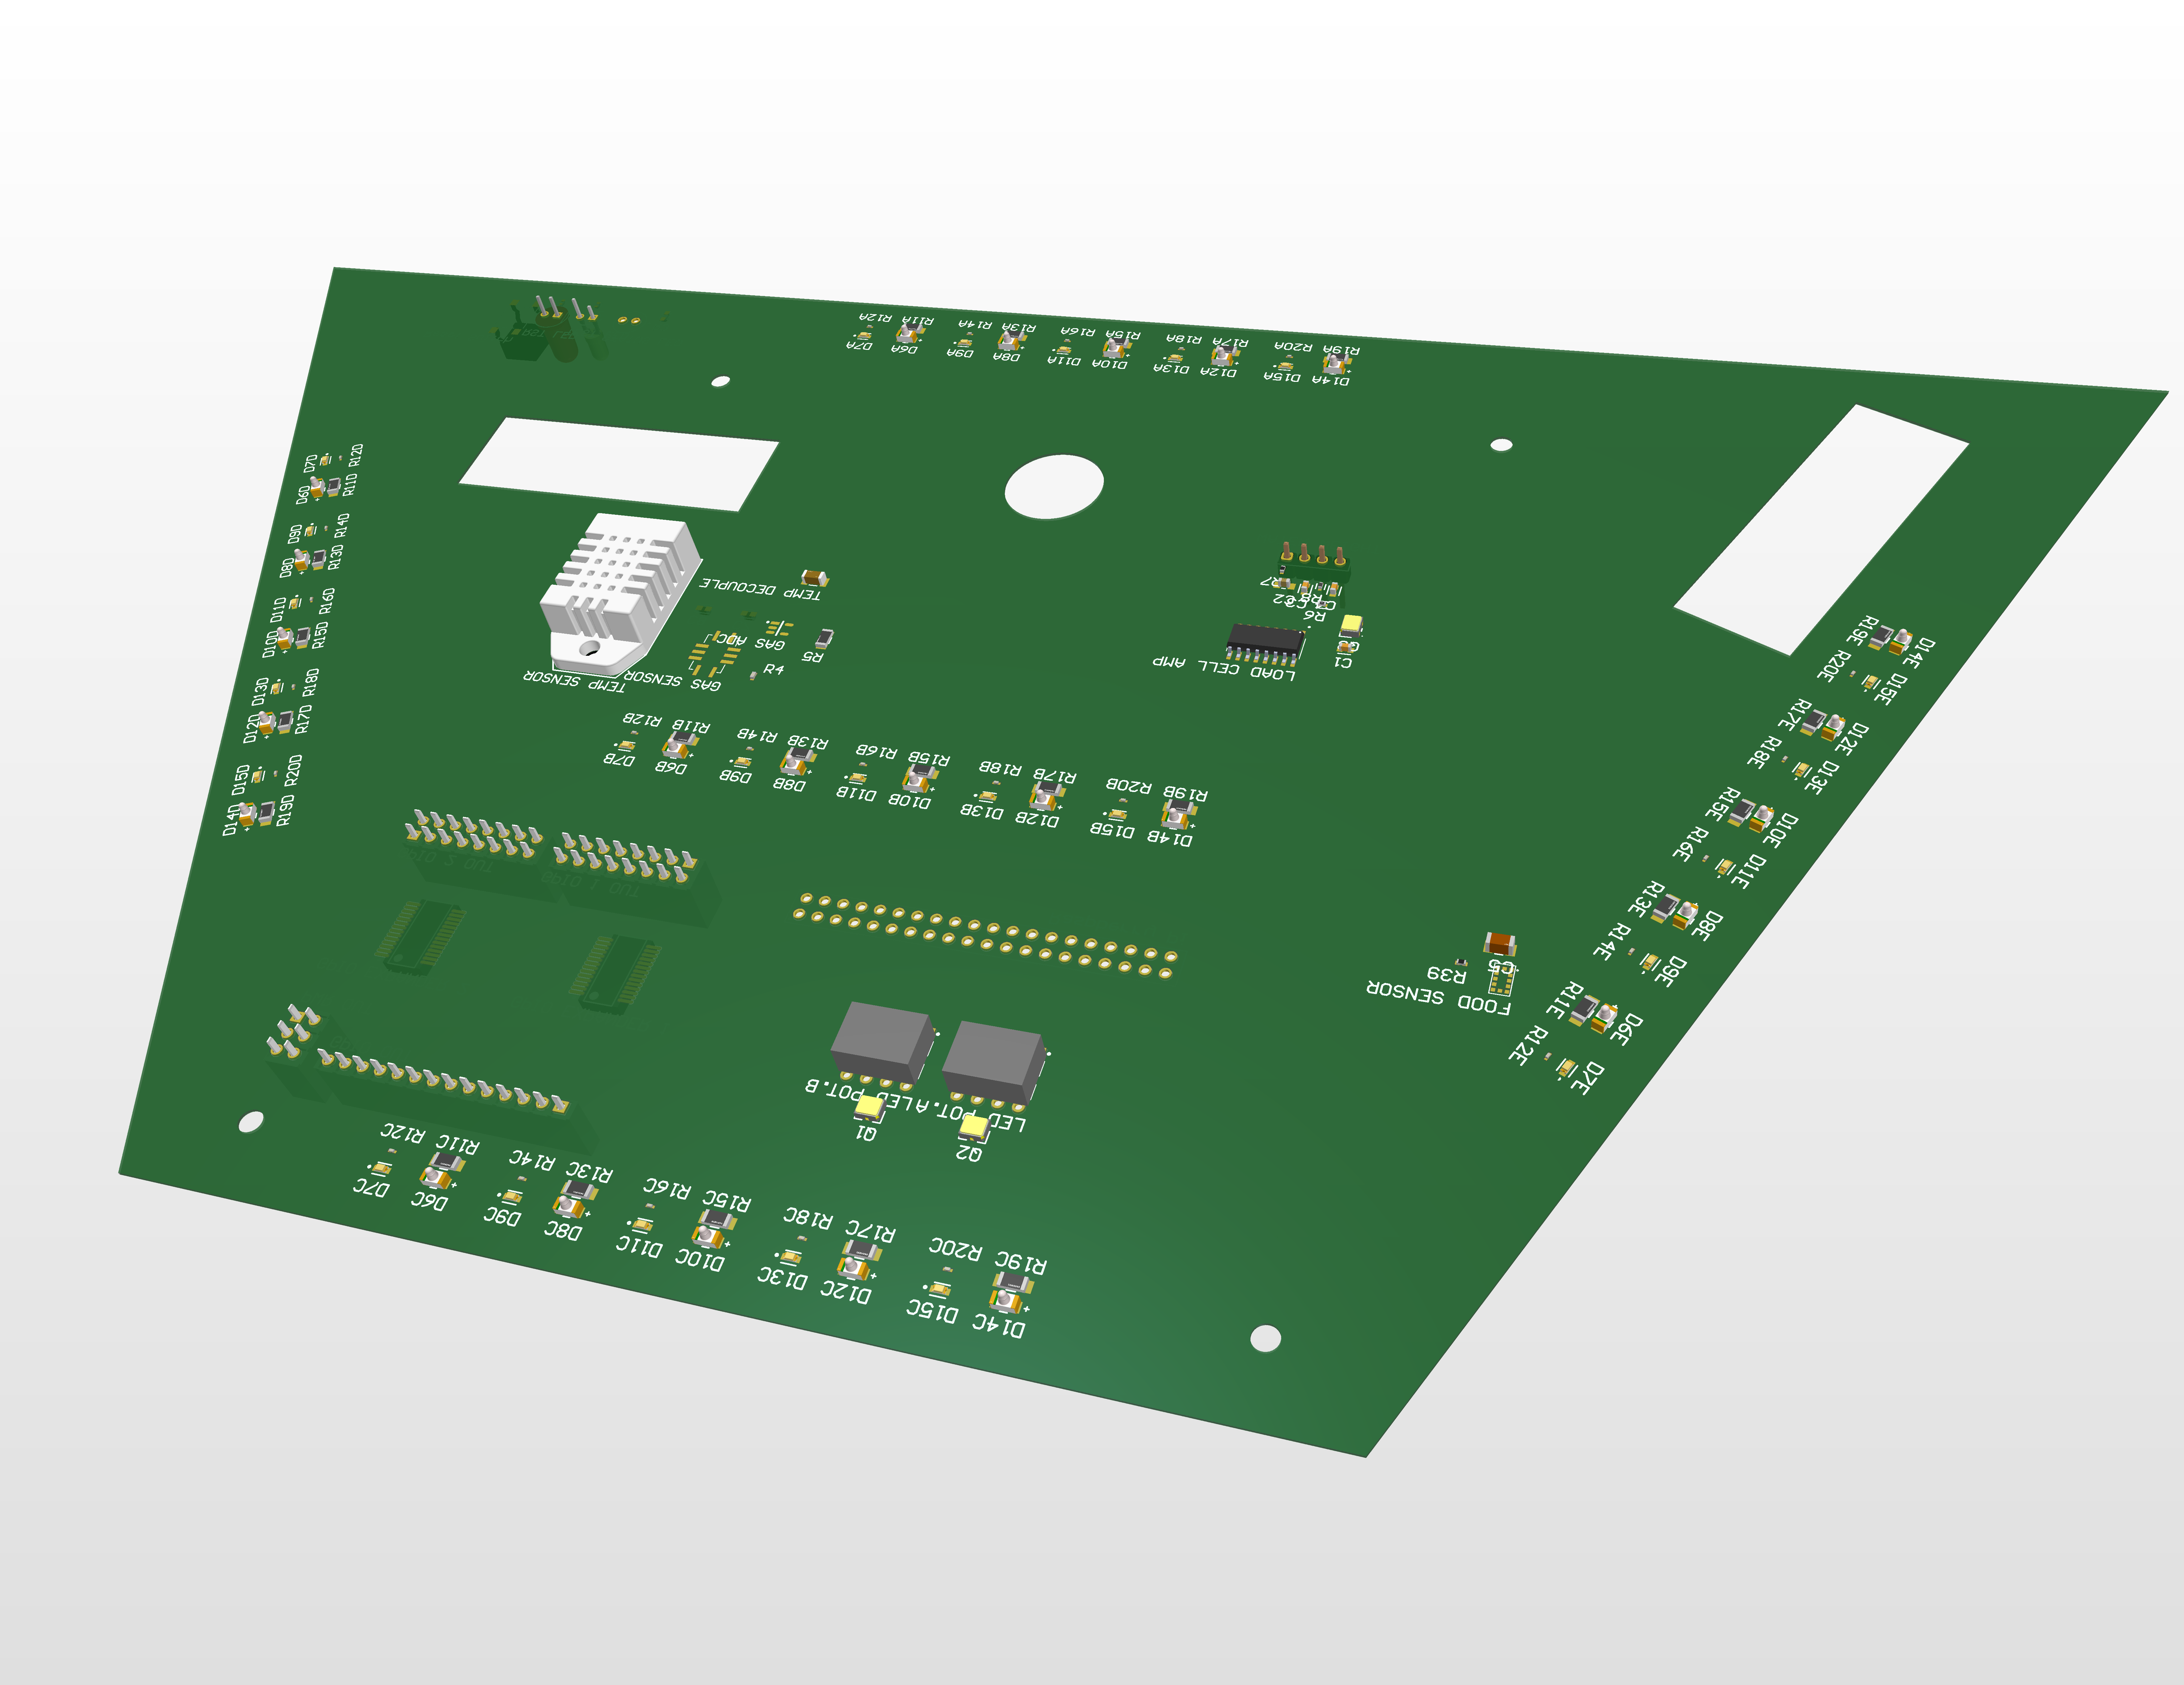 R12A R11A R14A R13A R16A R15A R18A R17A R20A R19A
D7A D6A D9A D8A D11A D10A D13A D12A D15A D14A
D7D R12D
D6D R11D
D9D R14D
D8D R13D
D11D R16D
D10D R15D
D13D R18D
D12D R17D
D15D R20D
D14D R19D
TEMP DECOUPLE
TEMP SENSOR
GAS SENSOR
GAS ADC
R5
R4
R7
C2
R6
C1
LOAD CELL AMP
R12B R11B R14B R13B R16B R15B R18B R17B R20B R19B
D7B D6B D9B D8B D11B D10B D13B D12B D15B D14B
R19E D14E
R20E D15E
R17E D12E
R18E D13E
R15E D10E
R16E D11E
R13E D8E
R14E D9E
R11E D6E
R12E D7E
C5
R39
FOOD SENSOR
LED POT.B
LED POT.A
Q1
Q2
R12C R11C R14C R13C R16C R15C R18C R17C R20C R19C
D7C D6C D9C D8C D11C D10C D13C D12C D15C D14C